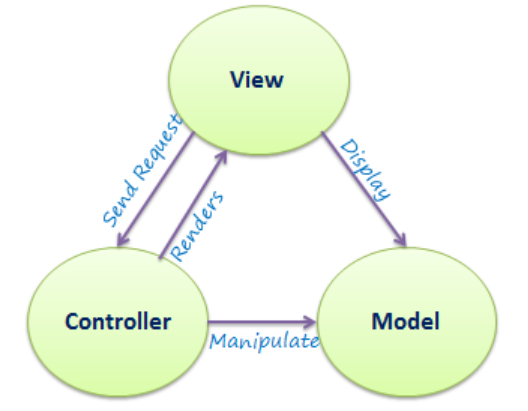 View
Send Request
Renders
Display
Controller
Manipulate
Model